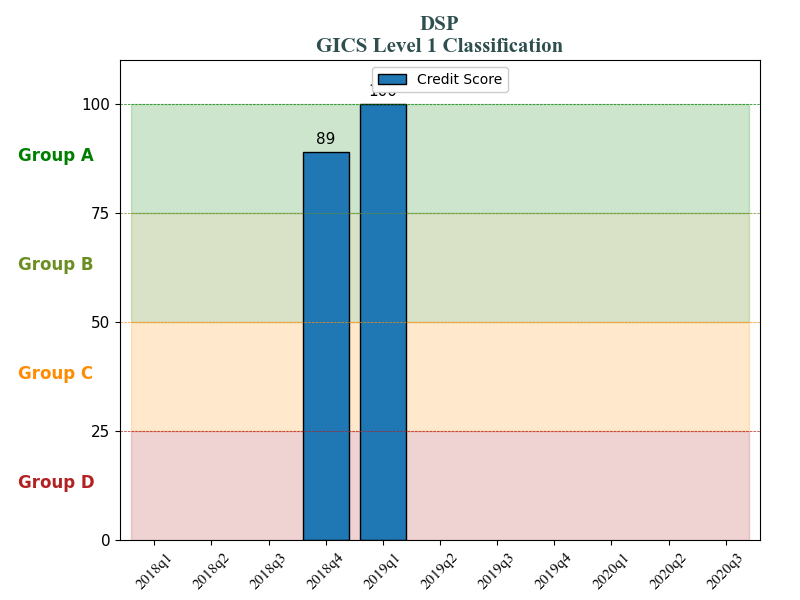 DSP
GICS Level 1 Classification
Credit Score
100
100
89
Group A
75
Group B
50
Group C
25
Group D
0
2018q1
2018q2
2018q3
2018q4
2019q1
2019q2
2019q3
2019q4
2020q1
2020q2
2020q3